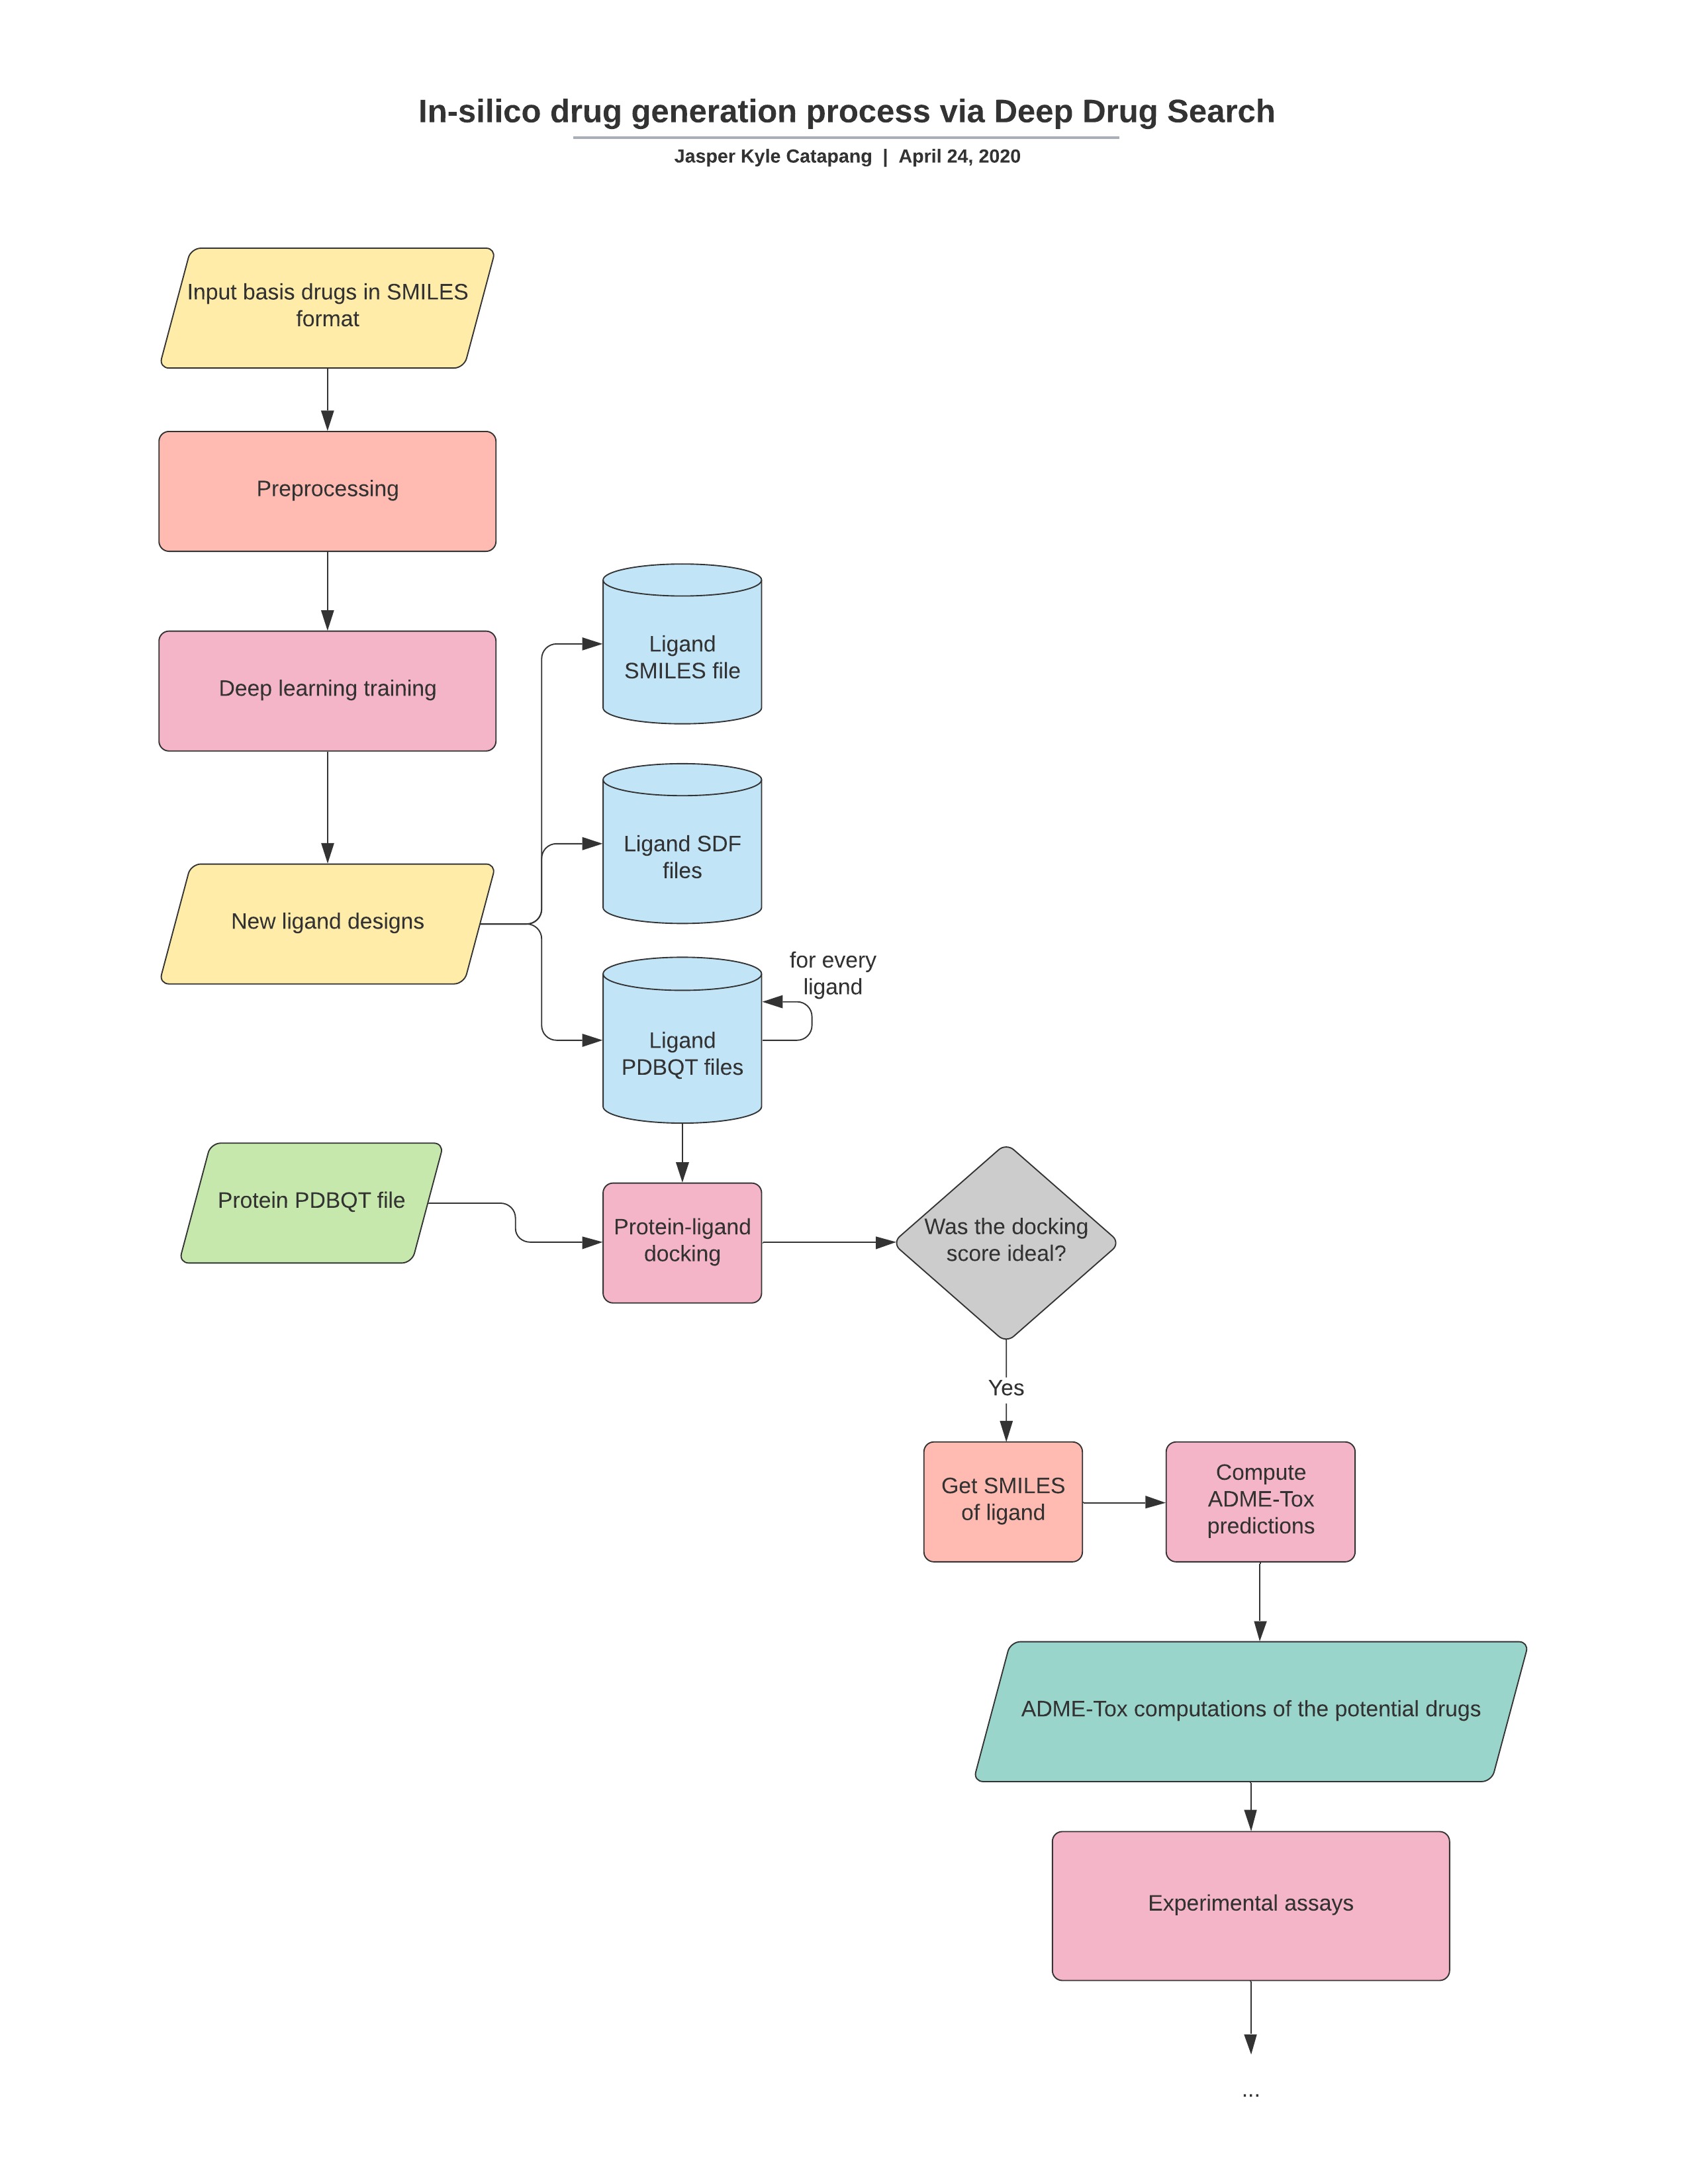 In-silico drug generation process via Deep Drug Search
Jasper Kyle Catapang | April 24, 2020
Input basis drugs in SMILES
format
Preprocessing
Deep learning training
New ligand designs
Ligand
SMILES file
Ligand SDF
files
for every
ligand
Ligand
PDBQT files
Protein PDBQT file
Protein-ligand
docking
Was the docking
score ideal?
Yes
Get SMILES
of ligand
Compute
ADME-Tox
predictions
ADME-Tox computations of the potential drugs
Experimental assays
...